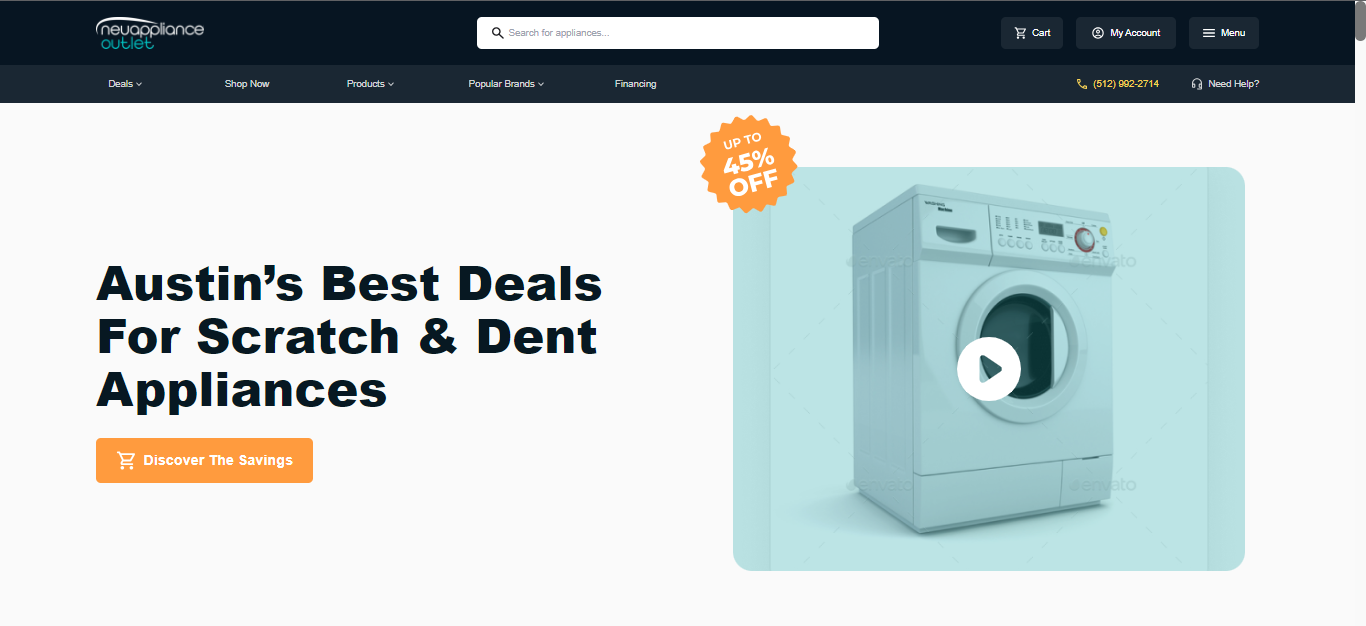 neuappliance
outlet
Search for appliances...
Cart
My Account
Menu
Deals
Shop Now
Products
Popular Brands
Financing
(512) 992-2714
Need Help?
UP TO
45%
OFF
Austin’s Best Deals
For Scratch & Dent
Appliances
Discover The Savings
envato
envato
envato
envato